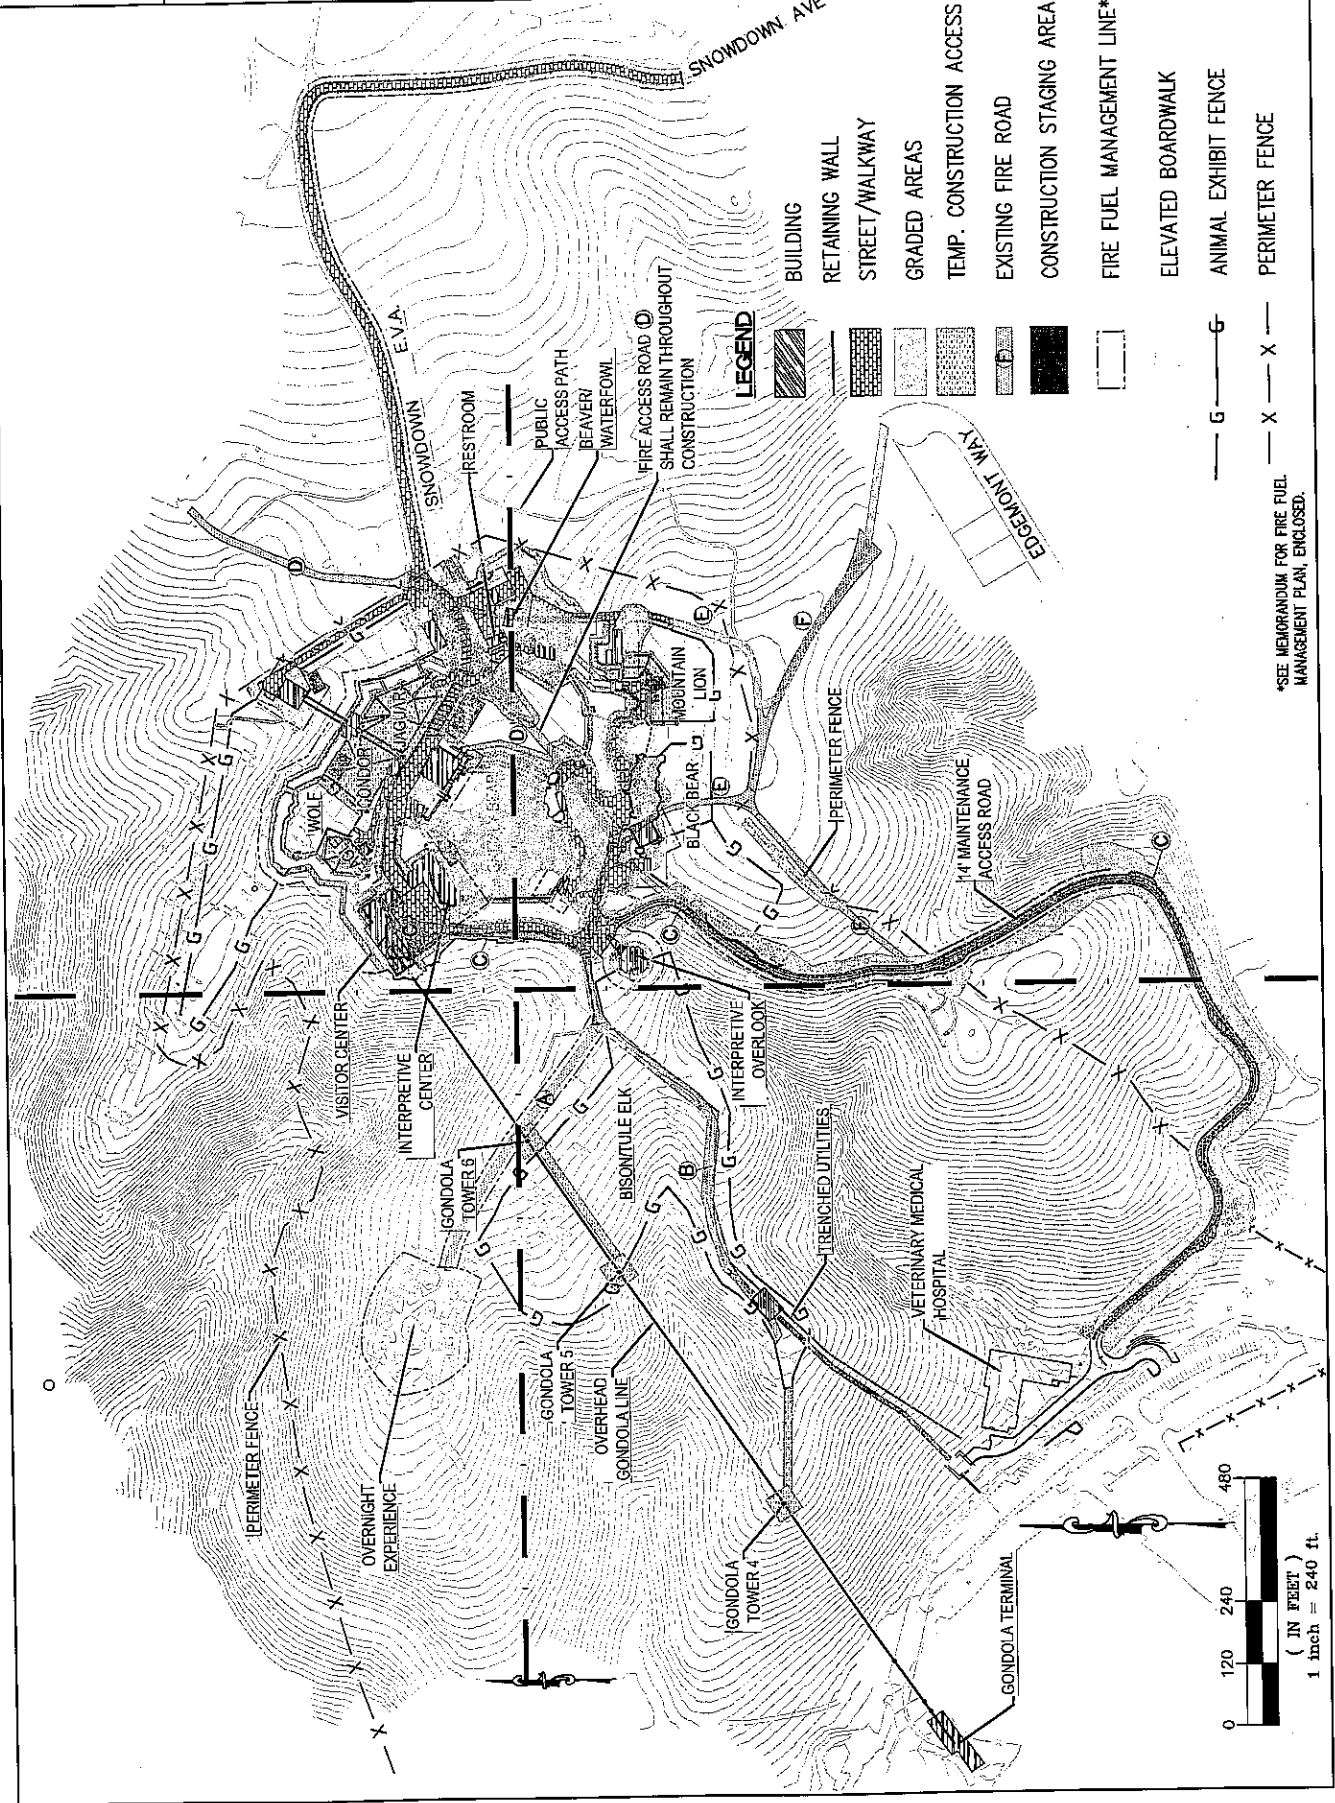 SNOWDOWN AVE
SNOWDOWN
E.V.A.
RESTROOM
PUBLIC
ACCESS PATH
BEAVER/
WATERFOWL
FIRE ACCESS ROAD D
SHALL REMAIN THROUGHOUT
CONSTRUCTION
D
G
WOLF
CONDOR
JAGUAR
BEAR
D
MOUNTAIN
LION
BLACK BEAR
E
E
F
F
EDGEMONT WAY
PERIMETER FENCE
14' MAINTENANCE
ACCESS ROAD
C
C
C
VISITOR CENTER
INTERPRETIVE
CENTER
INTERPRETIVE
OVERLOOK
A
B
GONDOLA
TOWER 6
BISON/TULE ELK
TRENCHED UTILITIES
VETERINARY MEDICAL
HOSPITAL
GONDOLA
TOWER 5
OVERHEAD
GONDOLA LINE
PERIMETER FENCE
OVERNIGHT
EXPERIENCE
GONDOLA
TOWER 4
GONDOLA TERMINAL
LEGEND
BUILDING
RETAINING WALL
STREET/WALKWAY
GRADED AREAS
TEMP. CONSTRUCTION ACCESS
E EXISTING FIRE ROAD
CONSTRUCTION STAGING AREA
FIRE FUEL MANAGEMENT LINE*
ELEVATED BOARDWALK
G G ANIMAL EXHIBIT FENCE
X X PERIMETER FENCE
*SEE MEMORANDUM FOR FIRE FUEL
MANAGEMENT PLAN, ENCLOSED.
0 120 240 480
( IN FEET )
1 inch = 240 ft.